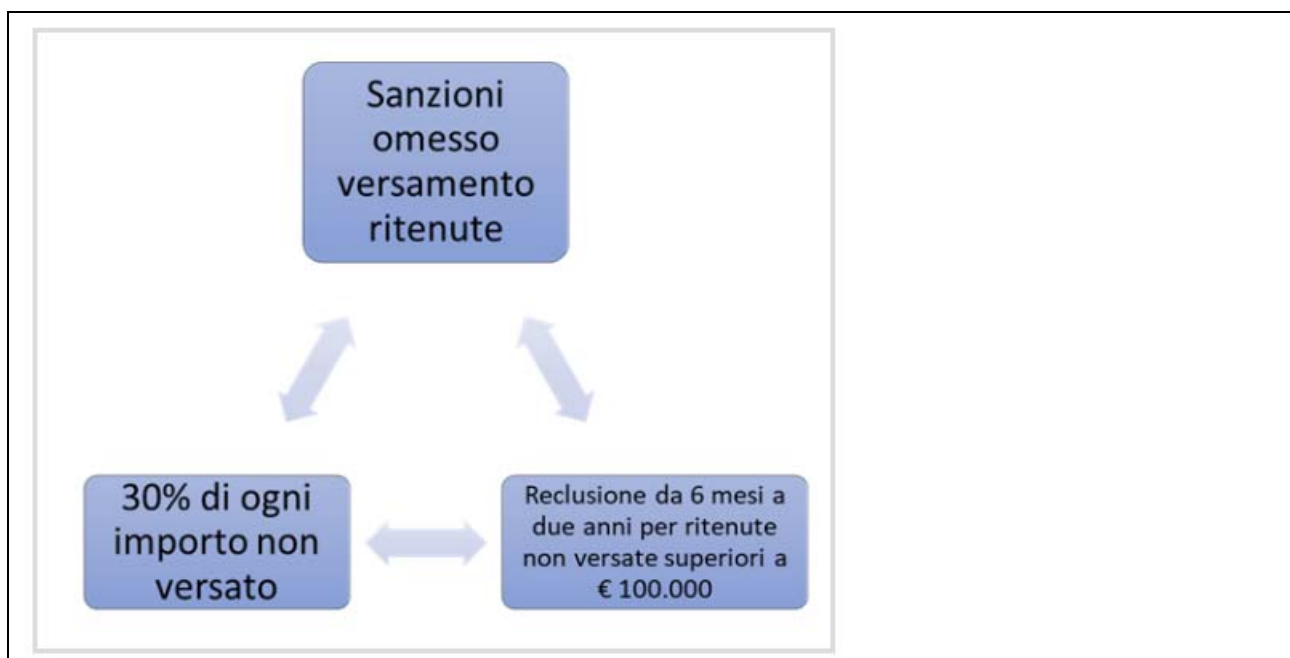 Sanzioni
omesso
versamento
ritenute
30% di ogni
importo non
versato
Reclusione da 6 mesi a
due anni per ritenute
non versate superiori a
€ 100.000